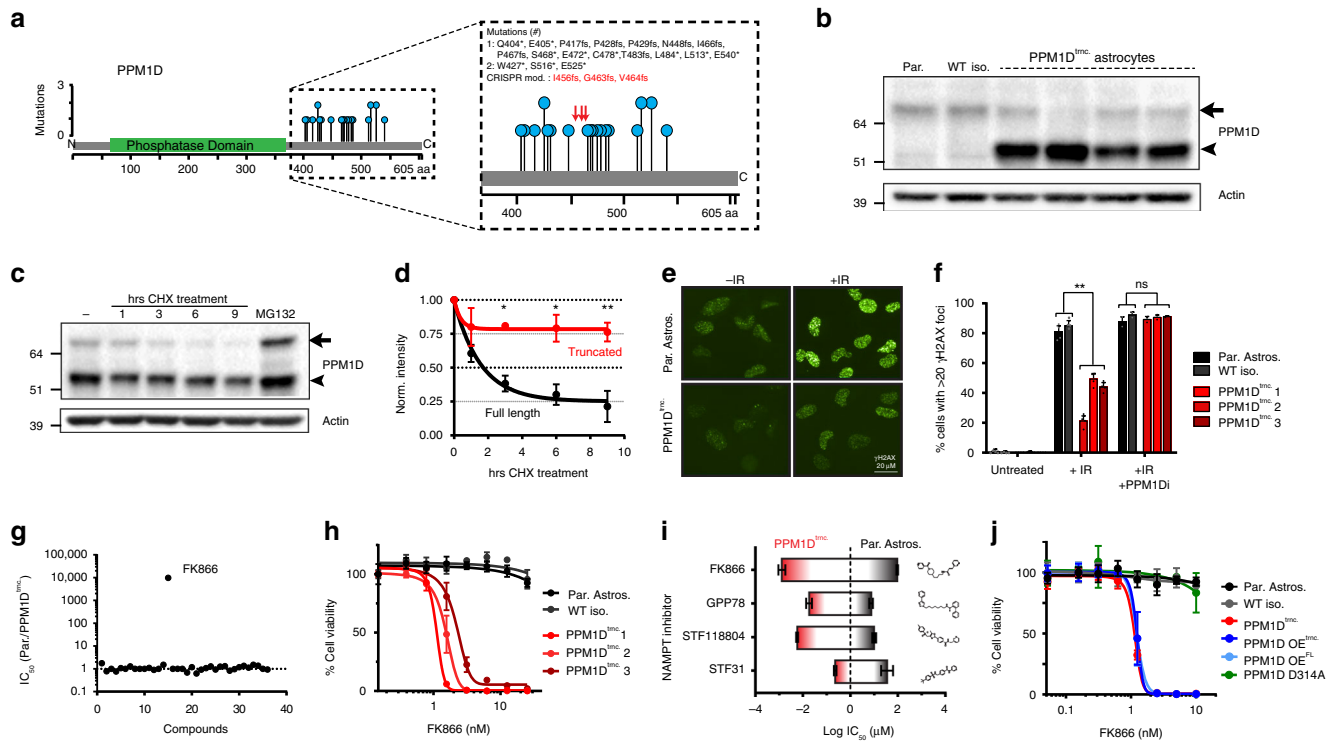 a
PPM1D
Mutations
3
2
1
0
N
Phosphatase Domain
C
100 200 300 400 500 605 aa
Mutations (#)
1: Q404*, E405*, P417fs, P428fs, P429fs, N448fs, I466fs,
P467fs, S468*, E472*, C478*,T483fs, L484*, L513*, E540*
2: W427*, S516*, E525*
CRISPR mod. : I456fs, G463fs, V464fs
C
400 500 605 aa
b
Par. WT iso. PPM1Dtrnc. astrocytes
64
51
PPM1D
39
Actin
c
hrs CHX treatment
– 1 3 6 9 MG132
64
51
PPM1D
39
Actin
d
Norm. intensity
1.00
0.75
0.50
0.25
0.00
* * **
Truncated
Full length
0 2 4 6 8 10
hrs CHX treatment
e
–IR +IR
Par. Astros.
PPM1Dtrnc.
γH2AX
20 μM
f
% cells with >20 γH2AX foci
100
80
60
40
20
0
** ns
Untreated + IR +IR
+PPM1Di
Par. Astros.
WT iso.
PPM1Dtrnc. 1
PPM1Dtrnc. 2
PPM1Dtrnc. 3
g
IC50 (Par./PPM1Dtrnc.)
100,000
10,000
1000
100
10
1
0.1
FK866
0 10 20 30 40
Compounds
h
% Cell viability
100
50
0
1 10
FK866 (nM)
Par. Astros.
WT iso.
PPM1Dtrnc. 1
PPM1Dtrnc. 2
PPM1Dtrnc. 3
i
PPM1Dtrnc. Par. Astros.
NAMPT inhibitor
FK866
GPP78
STF118804
STF31
–4 –2 0 2 4
Log IC50 (μM)
j
% Cell viability
100
50
0
0.1 1 10
FK866 (nM)
Par. Astros.
WT iso.
PPM1Dtrnc.
PPM1D OEtrnc.
PPM1D OEFL
PPM1D D314A